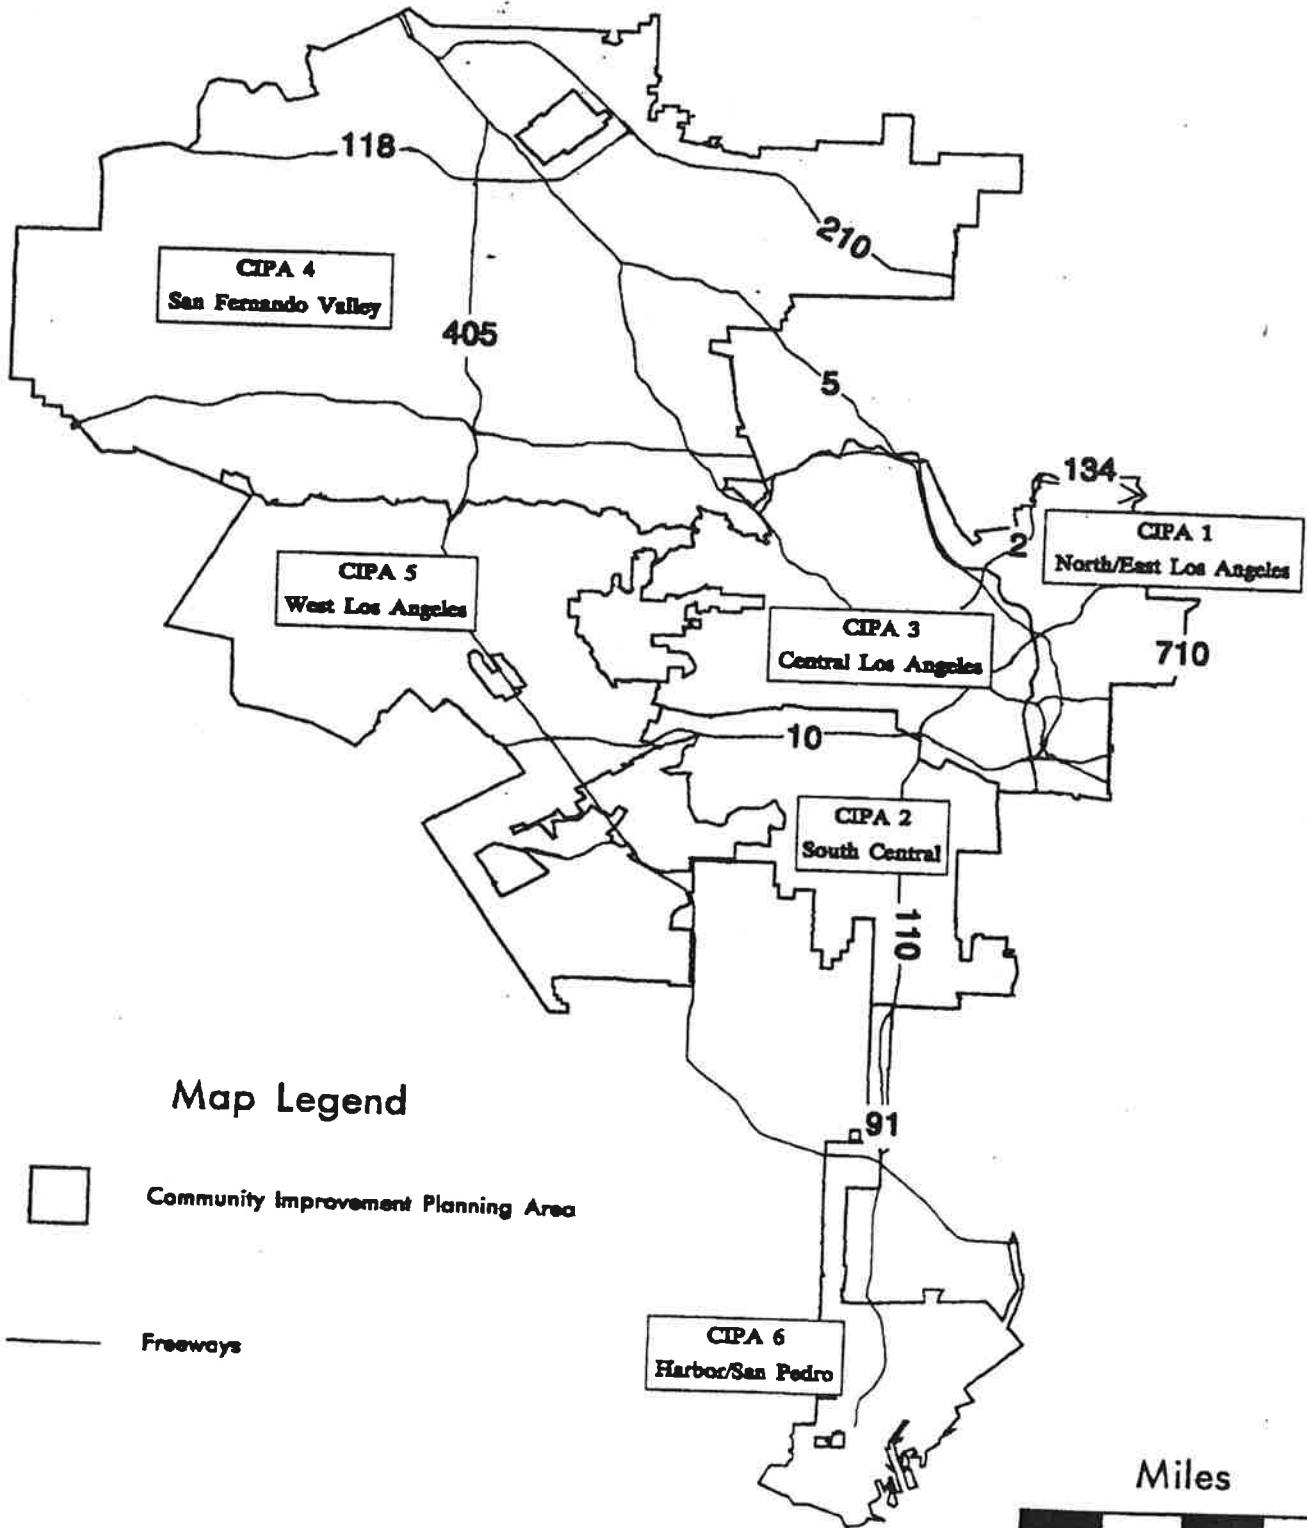 118
210
CIPA 4
San Fernando Valley
405
5
134
CIPA 1
North/East Los Angeles
2
CIPA 5
West Los Angeles
CIPA 3
Central Los Angeles
710
10
CIPA 2
South Central
110
Map Legend
91
Community Improvement Planning Area
Freeways
CIPA 6
Harbor/San Pedro
Miles